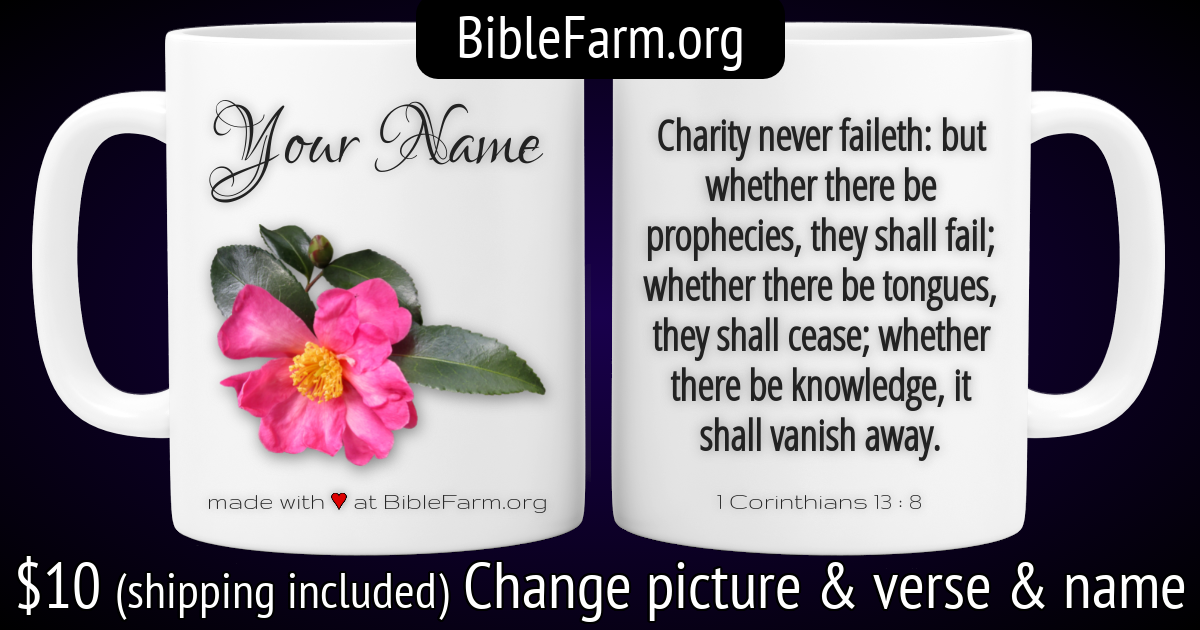 BibleFarm.org
Your Name
made with ♥ at BibleFarm.org
Charity never faileth: but
whether there be
prophecies, they shall fail;
whether there be tongues,
they shall cease; whether
there be knowledge, it
shall vanish away.
1 Corinthians 13 : 8
$10 (shipping included) Change picture & verse & name